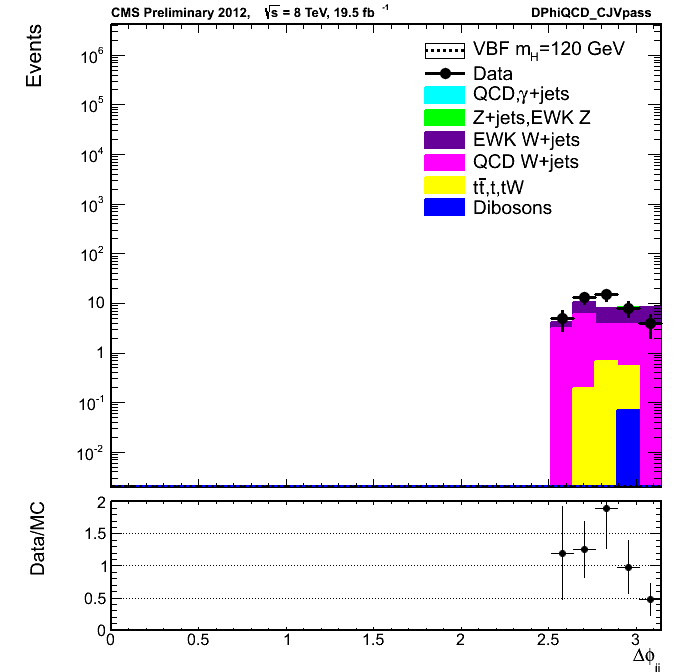 CMS Preliminary 2012, √s = 8 TeV, 19.5 fb⁻¹ DPhiQCD_CJVpass
Events
10⁶
10⁵
10⁴
10³
10²
10
1
10⁻¹
10⁻²
VBF m_H=120 GeV
Data
QCD,γ+jets
Z+jets,EWK Z
EWK W+jets
QCD W+jets
tt̄,t,tW
Dibosons
Data/MC
2
1.5
1
0.5
0
0 0.5 1 1.5 2 2.5 3
Δϕ_jj